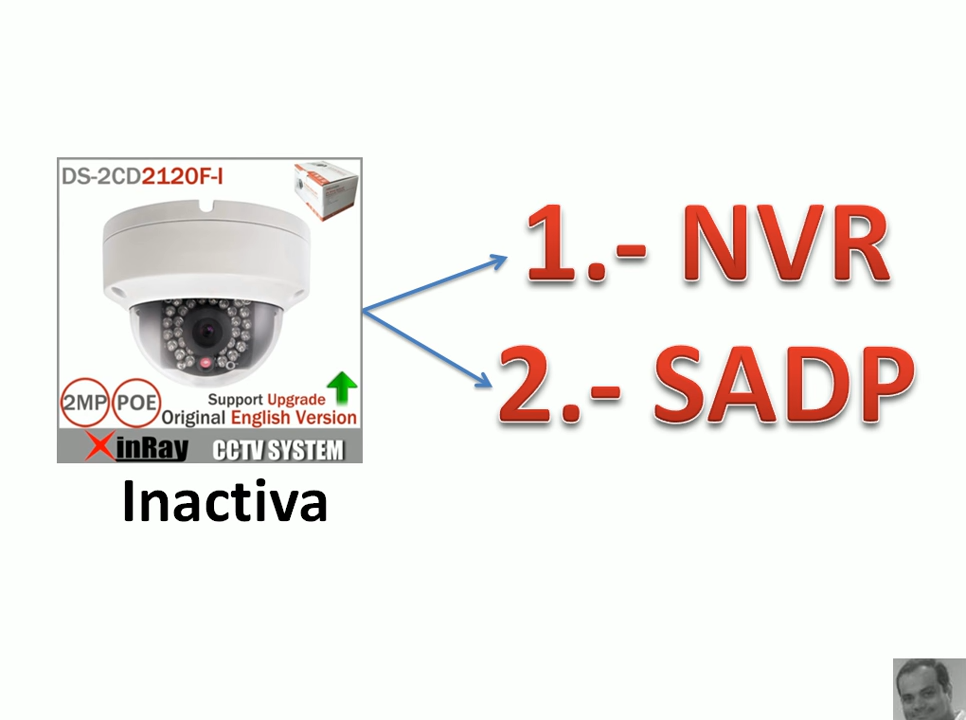 DS-2CD2120F-I
2MP POE
Support Upgrade
Original English Version
XinRay CCTV SYSTEM
Inactiva
1.- NVR
2.- SADP